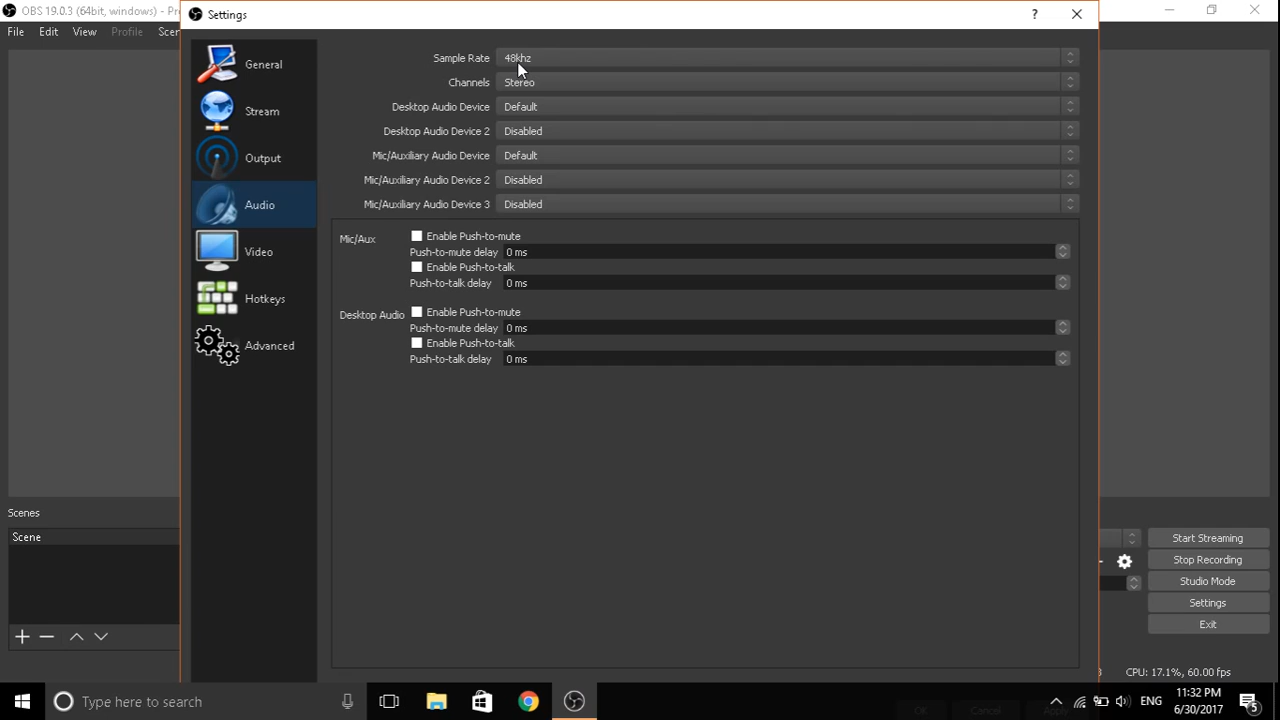 OBS 19.0.3 (64bit, windows) - Pr
Settings
?
File Edit View Profile Scen
General
Stream
Output
Audio
Video
Hotkeys
Advanced
Sample Rate 48khz
Channels Stereo
Desktop Audio Device Default
Desktop Audio Device 2 Disabled
Mic/Auxiliary Audio Device Default
Mic/Auxiliary Audio Device 2 Disabled
Mic/Auxiliary Audio Device 3 Disabled
Mic/Aux
Enable Push-to-mute
Push-to-mute delay 0 ms
Enable Push-to-talk
Push-to-talk delay 0 ms
Desktop Audio
Enable Push-to-mute
Push-to-mute delay 0 ms
Enable Push-to-talk
Push-to-talk delay 0 ms
Scenes
Scene
Start Streaming
Stop Recording
Studio Mode
Settings
Exit
CPU: 17.1%, 60.00 fps
OK Cancel Apply
Type here to search
ENG
11:32 PM
6/30/2017
5